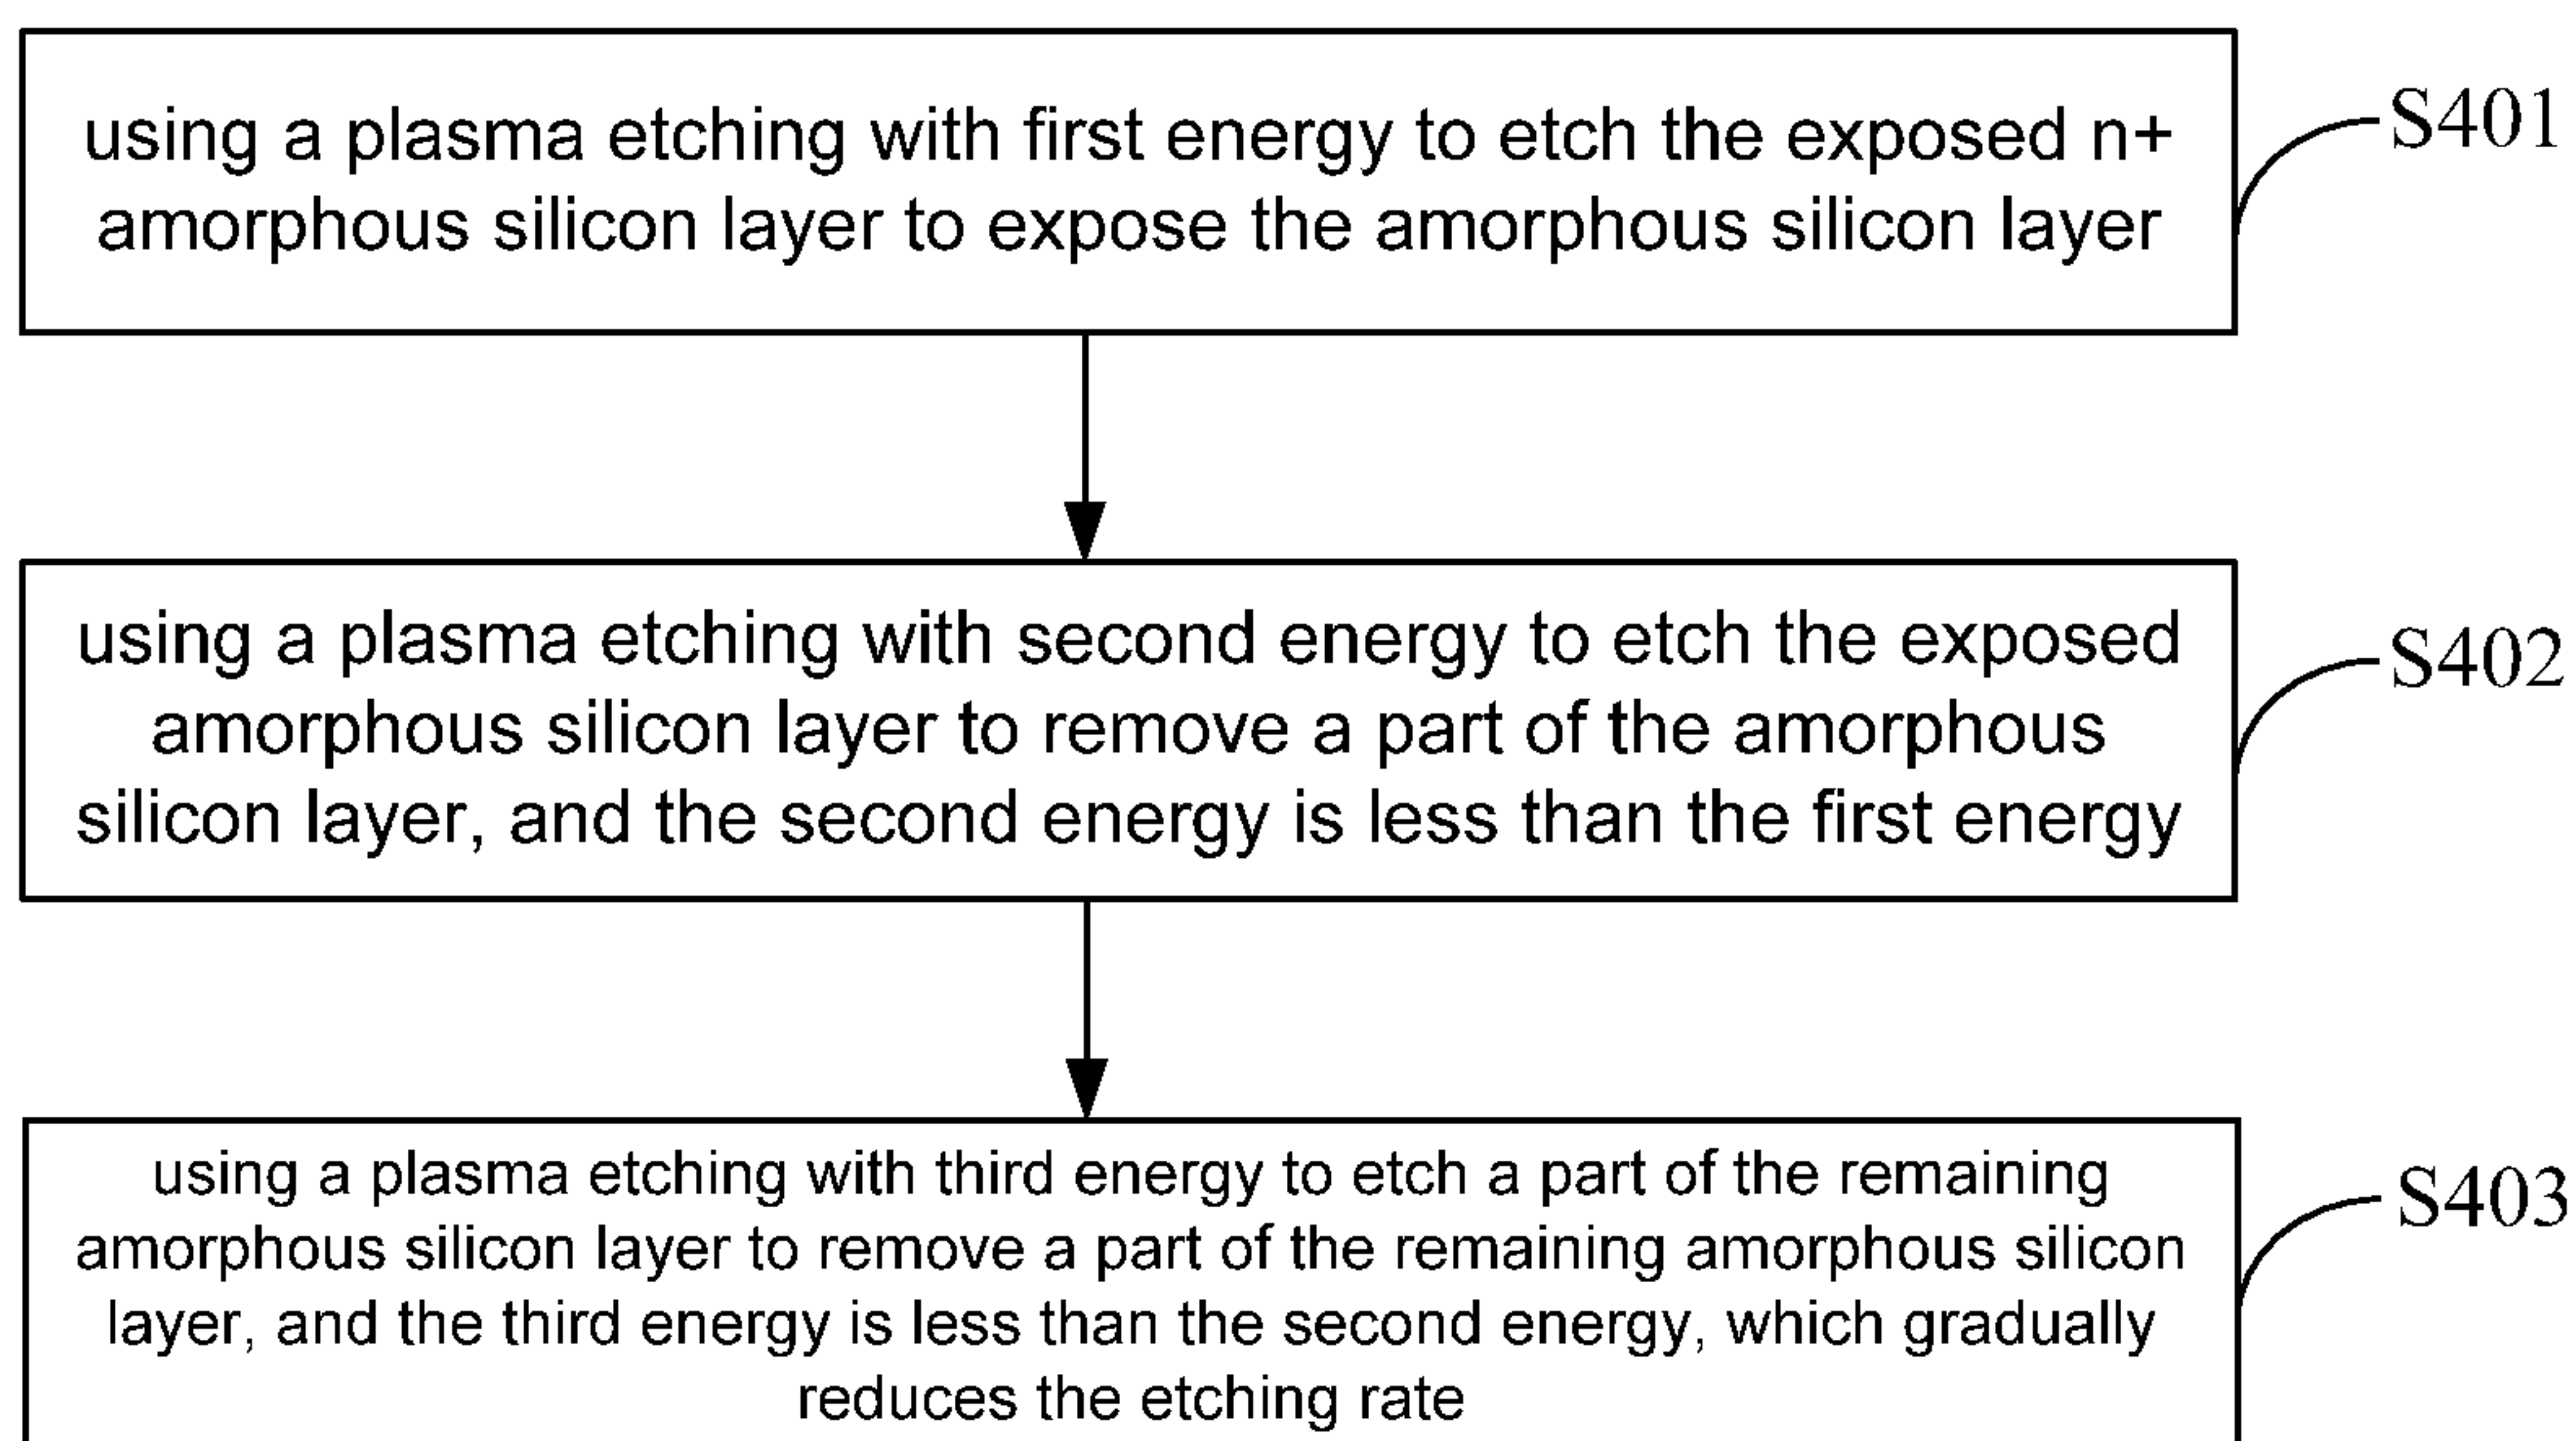 using a plasma etching with first energy to etch the exposed n+
amorphous silicon layer to expose the amorphous silicon layer
S401
using a plasma etching with second energy to etch the exposed
amorphous silicon layer to remove a part of the amorphous
silicon layer, and the second energy is less than the first energy
S402
using a plasma etching with third energy to etch a part of the remaining
amorphous silicon layer to remove a part of the remaining amorphous silicon
layer, and the third energy is less than the second energy, which gradually
reduces the etching rate
S403